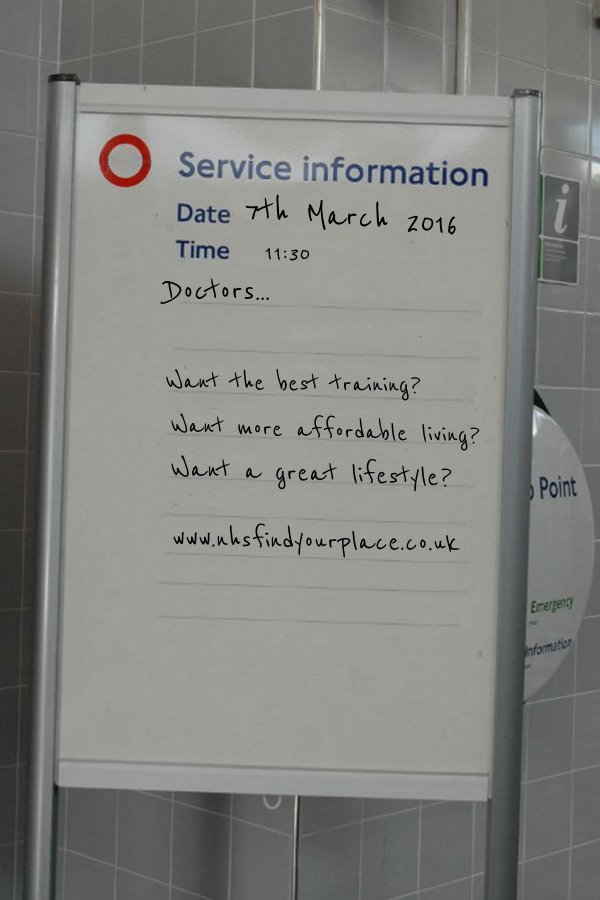 Service information
Date 7th March 2016
Time 11:30
Doctors...
Want the best training?
Want more affordable living?
Want a great lifestyle?
www.nhsfindyourplace.co.uk
i
Point
Emergency
Information